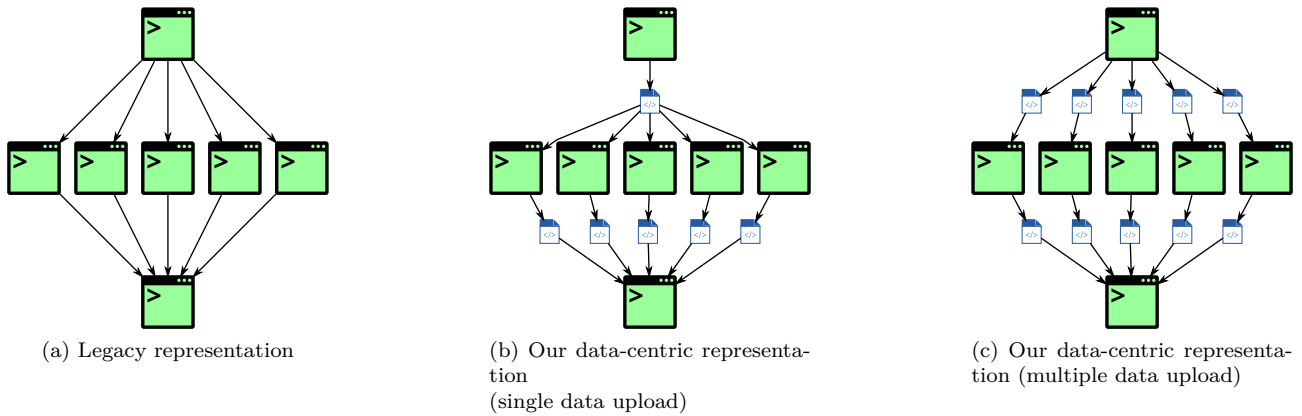 (a) Legacy representation
(b) Our data-centric representa-
tion
(single data upload)
(c) Our data-centric representa-
tion (multiple data upload)